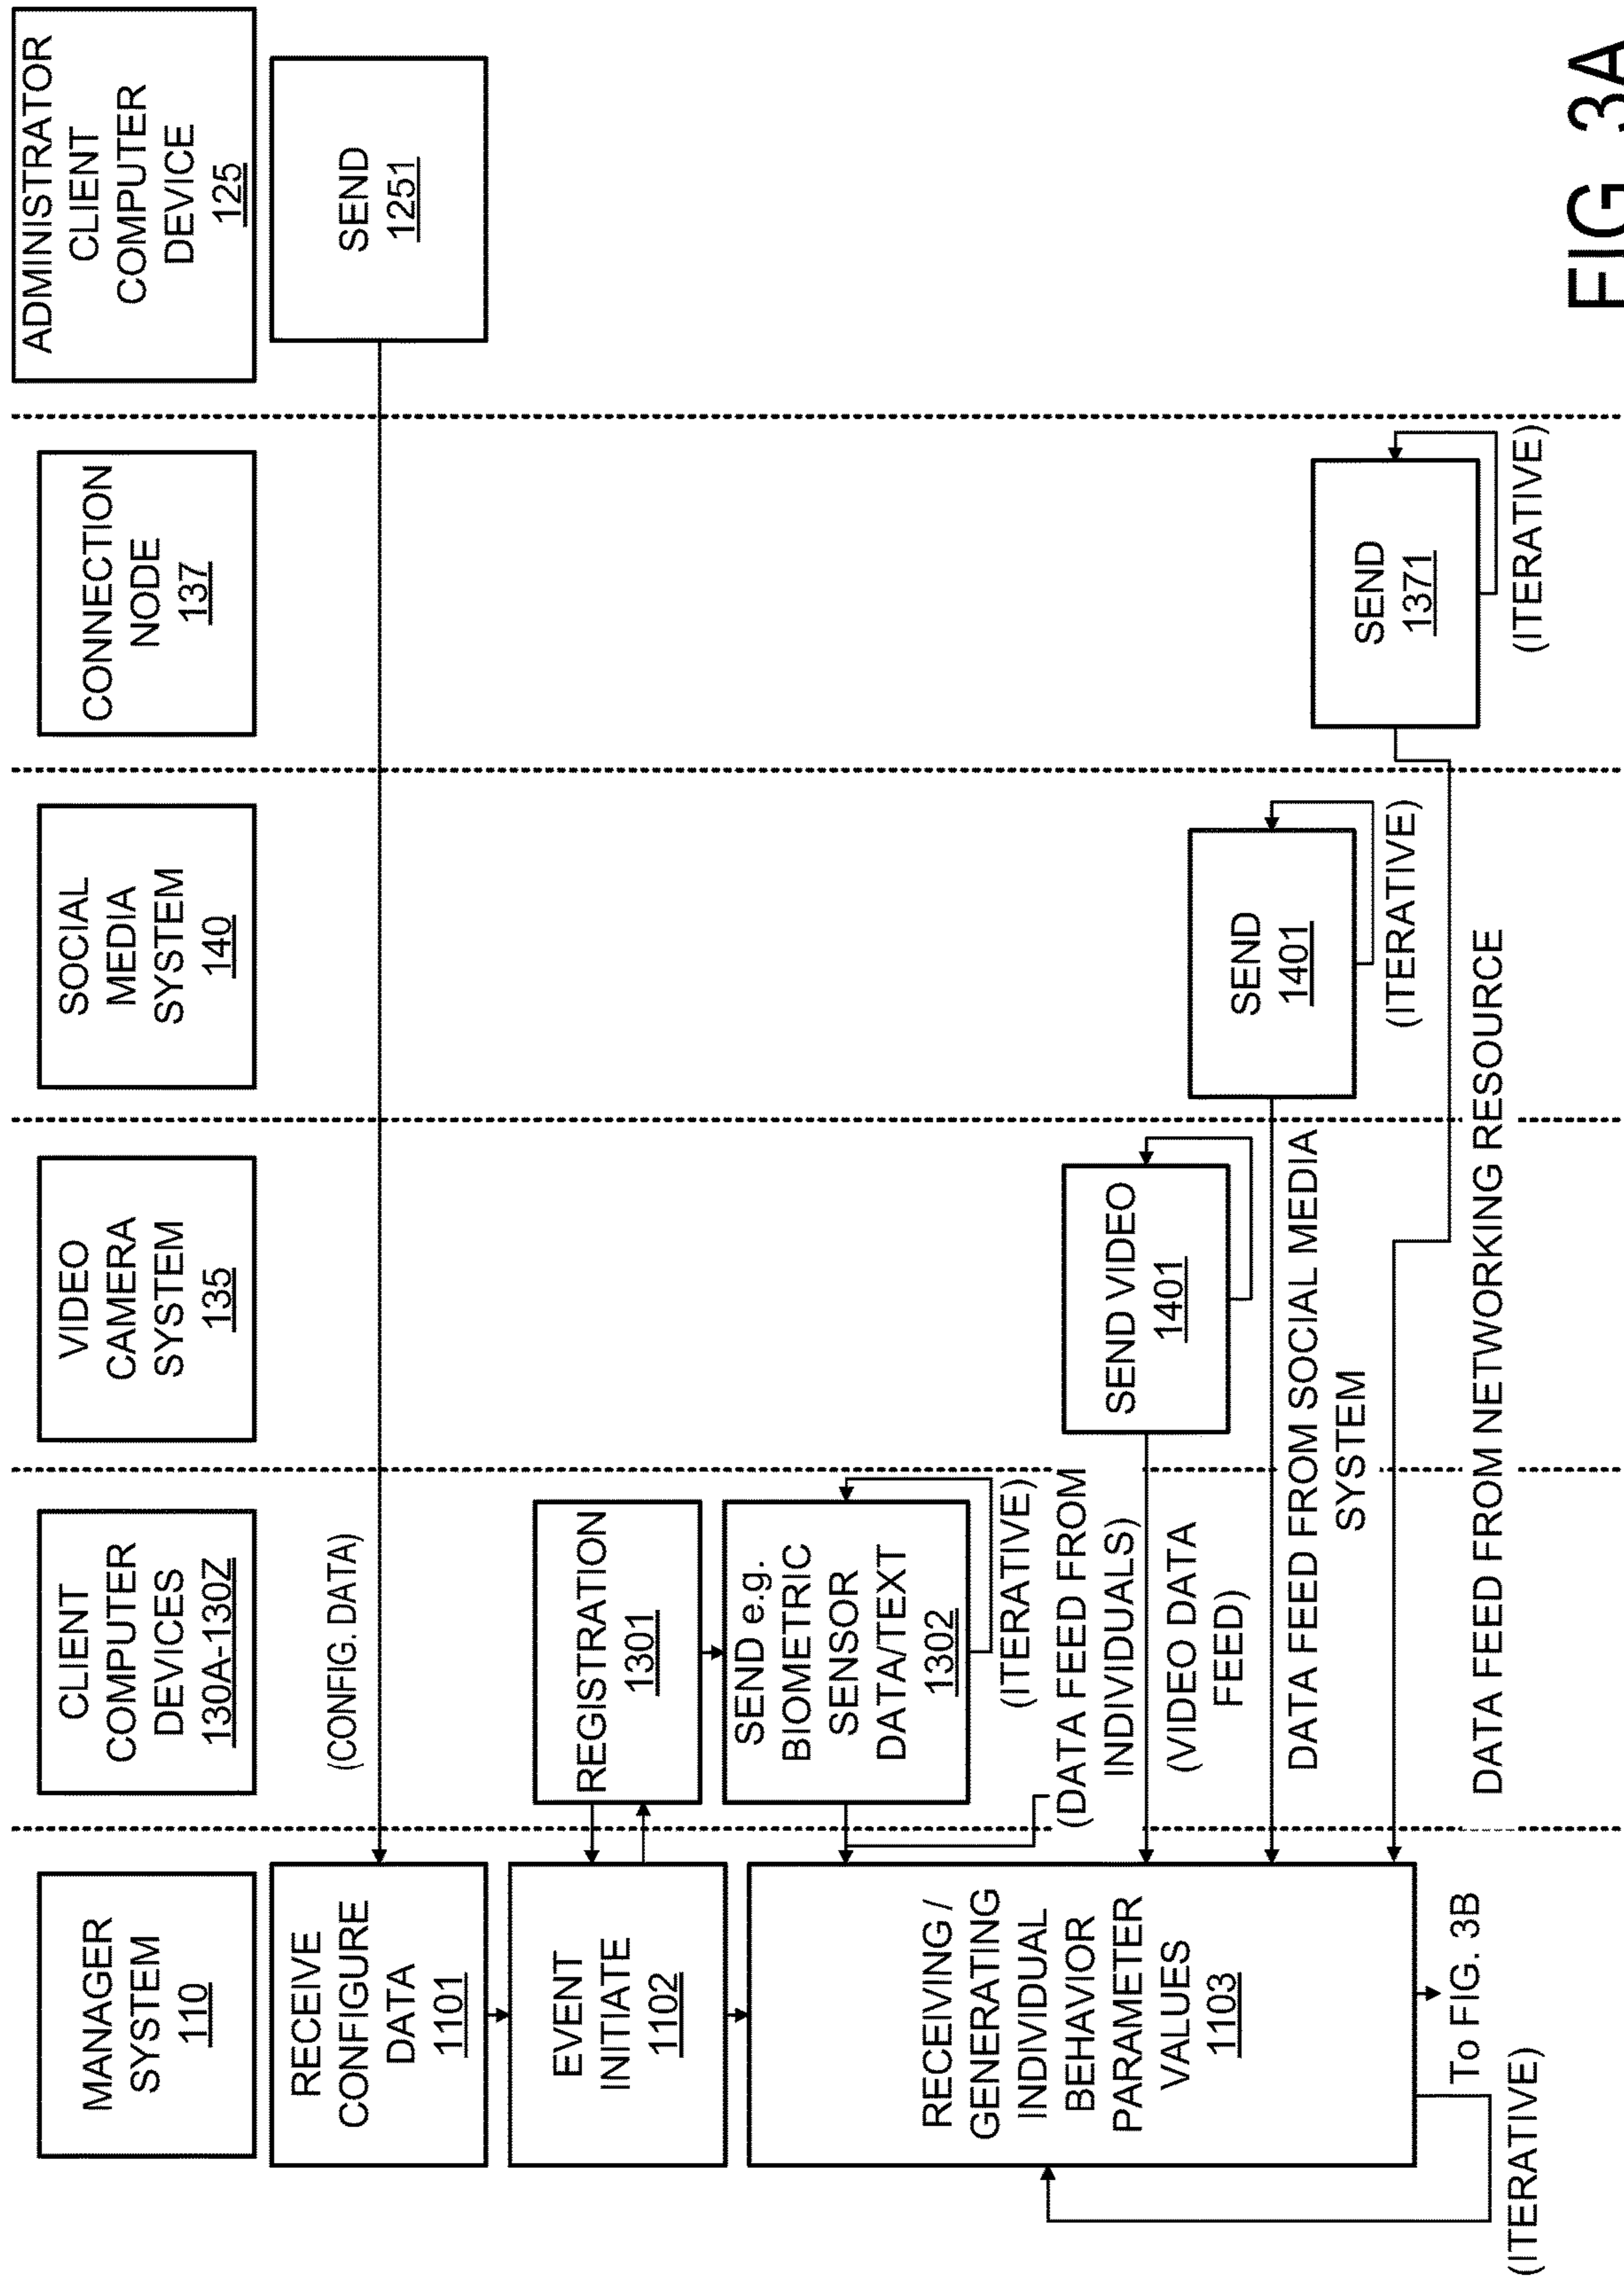 MANAGER
SYSTEM
110
CLIENT
COMPUTER
DEVICES
130A-130Z
VIDEO
CAMERA
SYSTEM
135
SOCIAL
MEDIA
SYSTEM
140
CONNECTION
NODE
137
ADMINISTRATOR
CLIENT
COMPUTER
DEVICE
125
RECEIVE
CONFIGURE
DATA
1101
(CONFIG. DATA)
SEND
1251
EVENT
INITIATE
1102
REGISTRATION
1301
RECEIVING /
GENERATING
INDIVIDUAL
BEHAVIOR
PARAMETER
VALUES
1103
SEND e.g.
BIOMETRIC
SENSOR
DATA/TEXT
1302
(ITERATIVE)
(DATA FEED FROM
INDIVIDUALS)
SEND VIDEO
1401
(VIDEO DATA
FEED)
SEND
1401
(ITERATIVE)
DATA FEED FROM SOCIAL MEDIA
SYSTEM
SEND
1371
(ITERATIVE)
DATA FEED FROM NETWORKING RESOURCE
To FIG. 3B
(ITERATIVE)
FIG. 3A